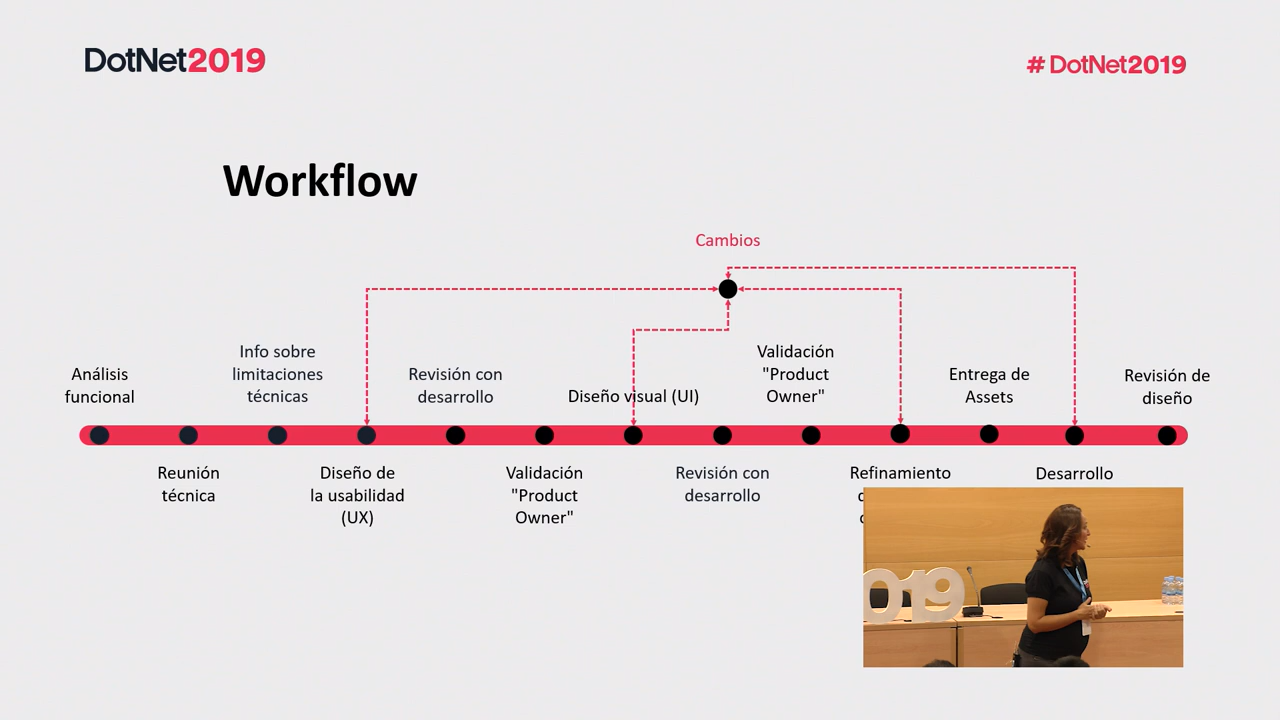 DotNet2019
# DotNet2019
Workflow
Cambios
Análisis
funcional
Info sobre
limitaciones
técnicas
Revisión con
desarrollo
Diseño visual (UI)
Validación
"Product
Owner"
Entrega de
Assets
Revisión de
diseño
Reunión
técnica
Diseño de
la usabilidad
(UX)
Validación
"Product
Owner"
Revisión con
desarrollo
Refinamiento
Desarrollo
019